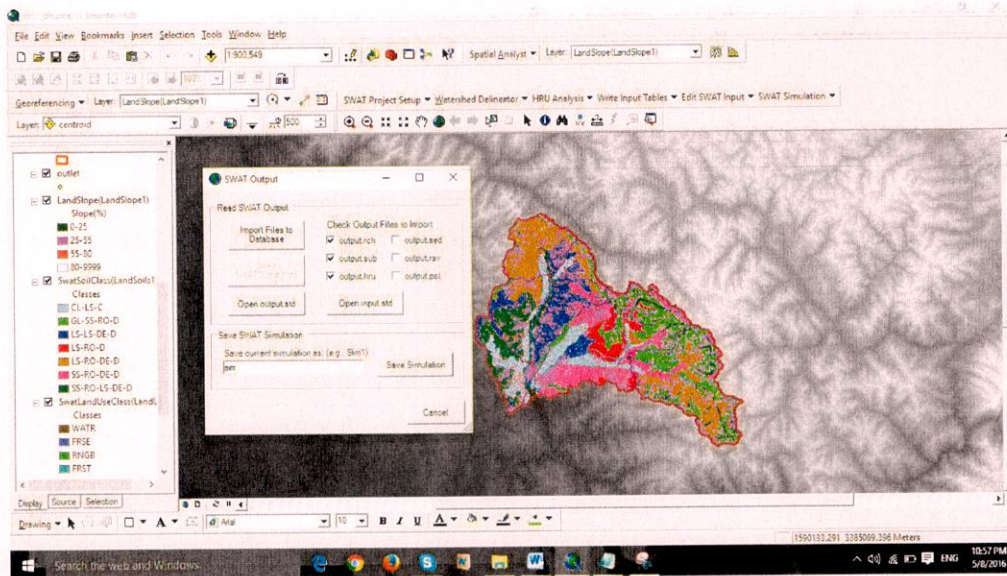 File Edit View Bookmarks Insert Selection Tools Window Help
1:900,549
Spatial Analyst Layer: LandSlope(LandSlope1)
Georeferencing Layer: LandSlope(LandSlope1)
SWAT Project Setup Watershed Delineator HRU Analysis Write Input Tables Edit SWAT Input SWAT Simulation
Layer: centroid
500
outlet
LandSlope(LandSlope1)
Slope(%)
0-25
25-55
55-80
80-9999
SwatSoilClass(LandSoils1
Classes
CL-LS-C
GL-SS-RO-D
LS-LS-DE-D
LS-RO-D
LS-RO-DE-D
SS-RO-DE-D
SS-RO-LS-DE-D
SwatLandUseClass(LandL
Classes
WATR
FRSE
RNGB
FRST
Display Source Selection
SWAT Output
Read SWAT Output
Import Files to
Database
Check Output Files to Import
output.rch output.sed
output.sub output.rsv
output.hru output.pst
Open output.std
Open input.std
Save SWAT Simulation
Save current simulation as: (e.g., Sim1)
sim
Save Simulation
Cancel
Drawing
Arial
10
B I U A
1590133.291 3385089.396 Meters
Search the web and Windows
ENG
10:57 PM